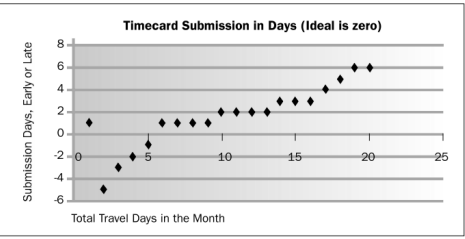 Timecard Submission in Days (Ideal is zero)
Submission Days, Early or Late
8
6
4
2
0
-2
-4
-6
0 5 10 15 20 25
Total Travel Days in the Month